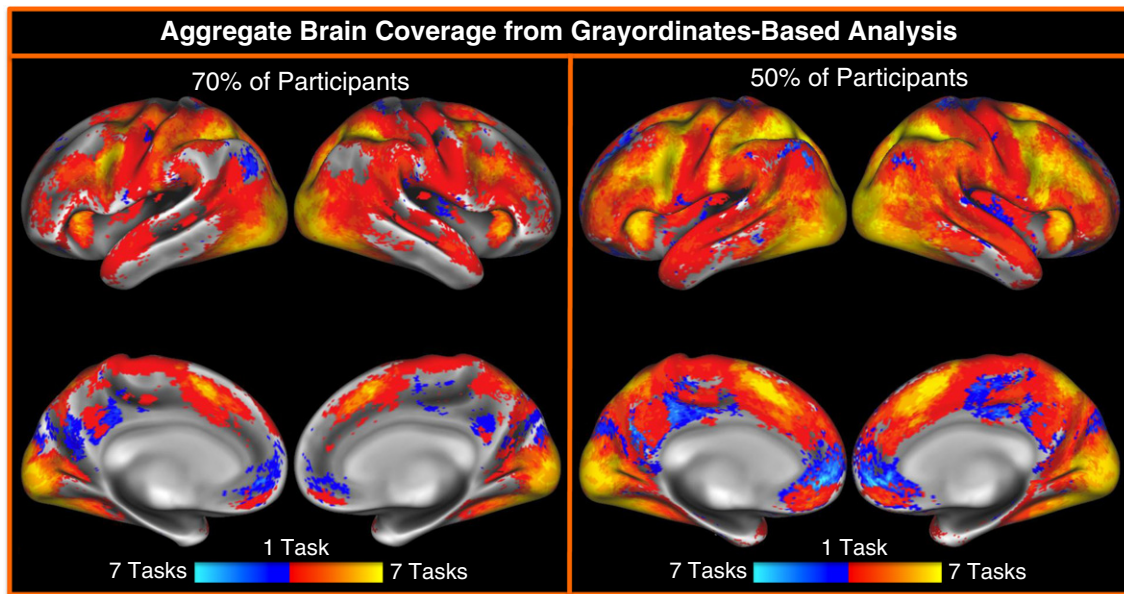 Aggregate Brain Coverage from Grayordinates-Based Analysis
70% of Participants
50% of Participants
1 Task
7 Tasks 7 Tasks
1 Task
7 Tasks 7 Tasks